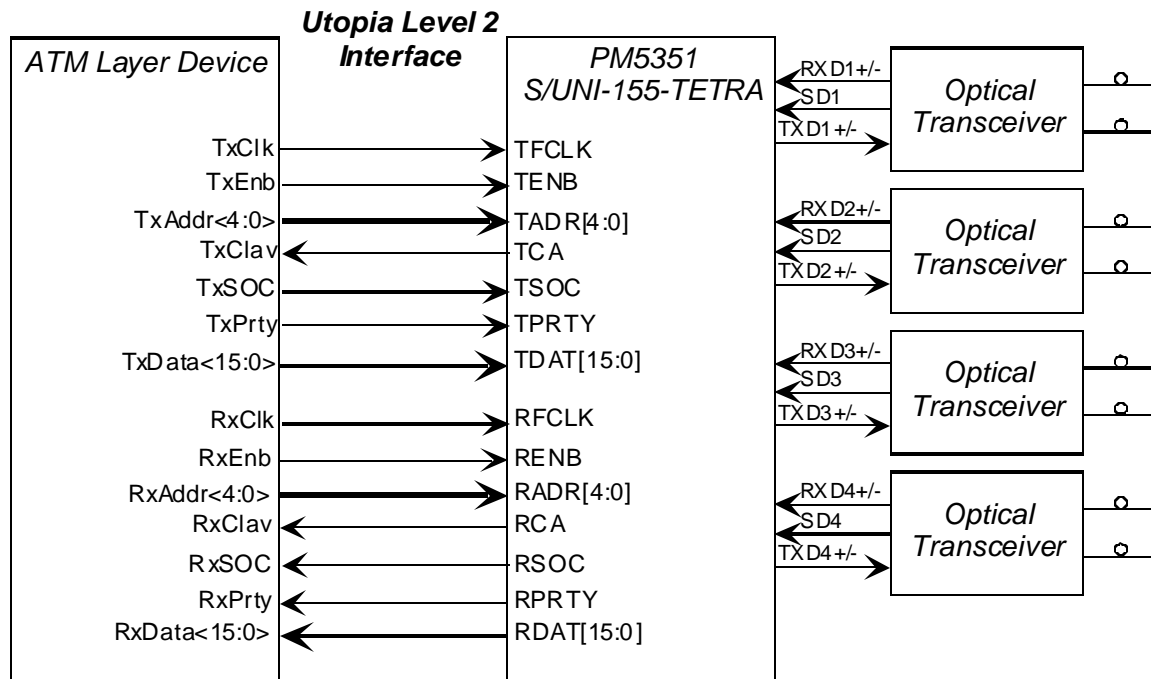 Utopia Level 2
Interface
ATM Layer Device
PM5351
S/UNI-155-TETRA
TxClk
TxEnb
TxAddr<4:0>
TxClav
TxSOC
TxPrty
TxData<15:0>
RxClk
RxEnb
RxAddr<4:0>
RxClav
RxSOC
RxPrty
RxData<15:0>
TFCLK
TENB
TADR[4:0]
TCA
TSOC
TPRTY
TDAT[15:0]
RFCLK
RENB
RADR[4:0]
RCA
RSOC
RPRTY
RDAT[15:0]
RXD1+/-
SD1
TXD1+/-
Optical
Transceiver
RXD2+/-
SD2
TXD2+/-
Optical
Transceiver
RXD3+/-
SD3
TXD3+/-
Optical
Transceiver
RXD4+/-
SD4
TXD4+/-
Optical
Transceiver